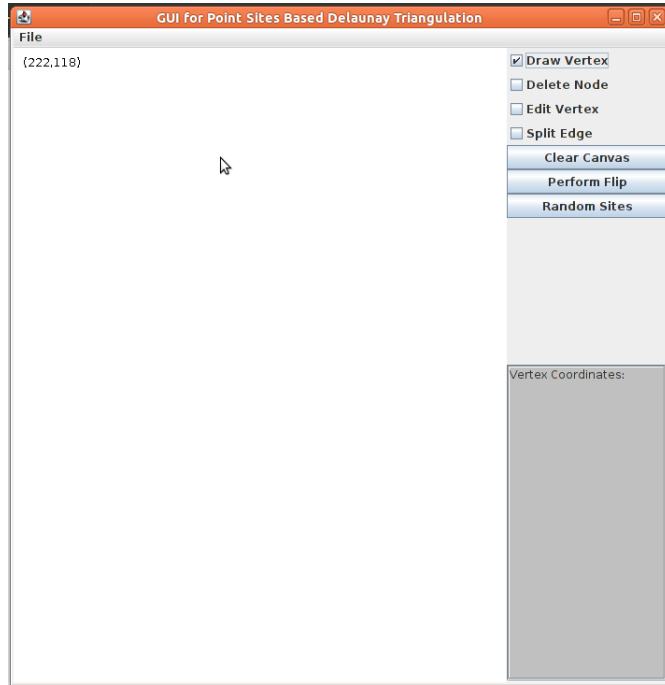 GUI for Point Sites Based Delaunay Triangulation
File
(222,118)
Draw Vertex
Delete Node
Edit Vertex
Split Edge
Clear Canvas
Perform Flip
Random Sites
Vertex Coordinates: